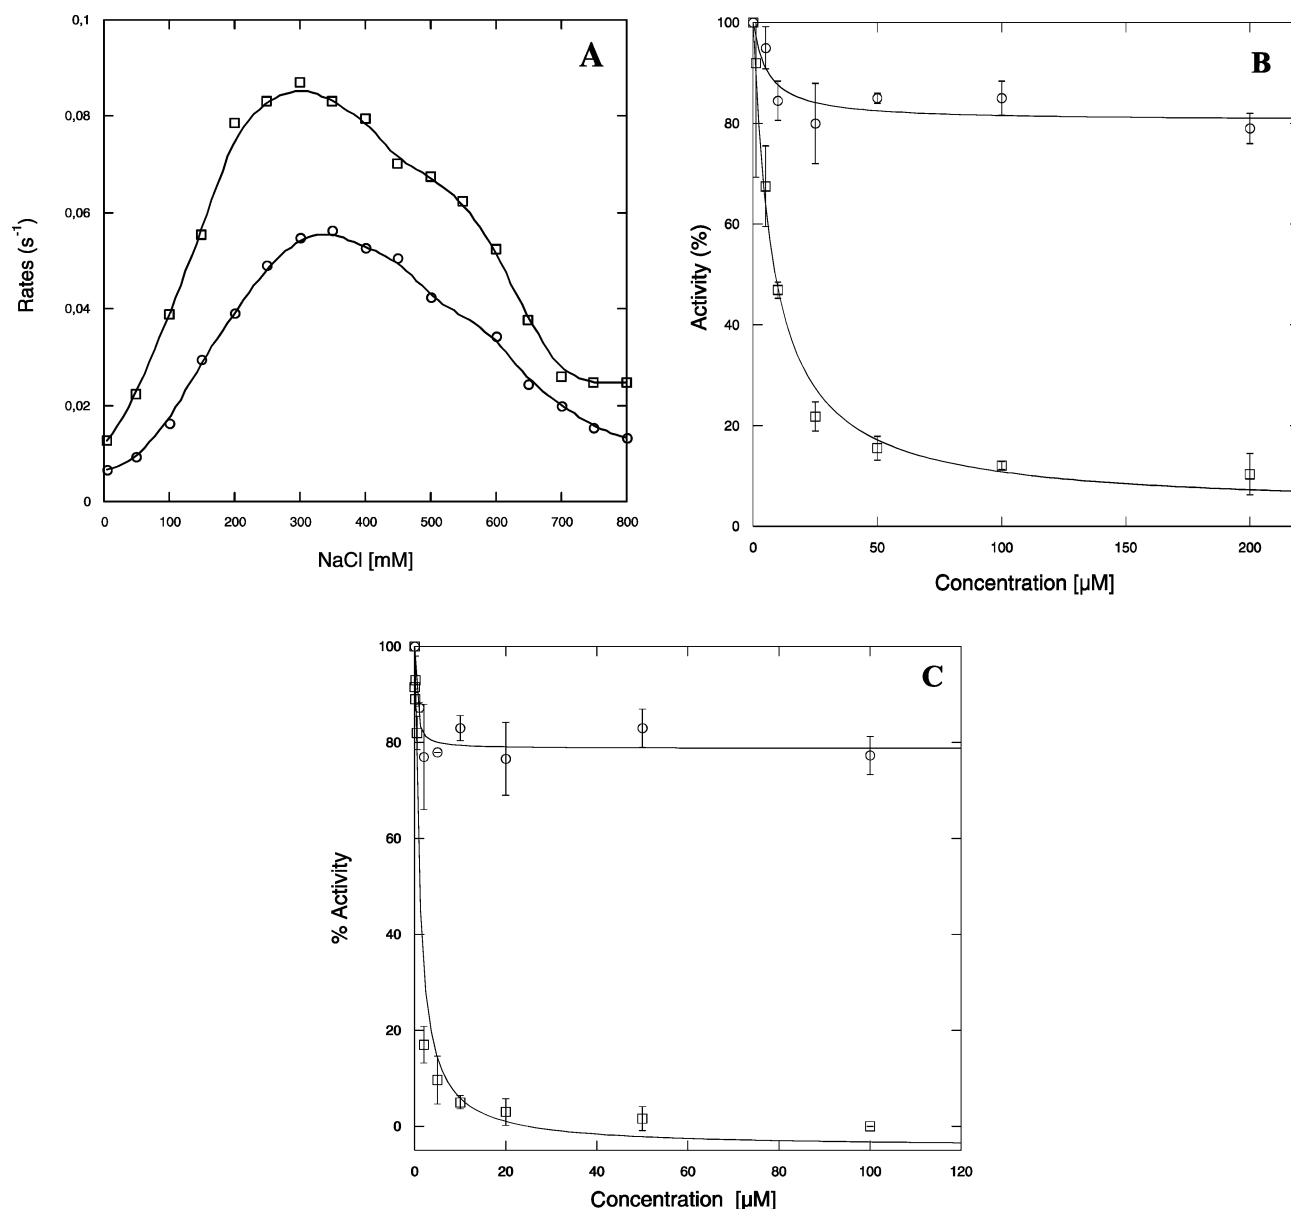 0,1
A
0,08
0,06
0,04
0,02
0
Rates (s⁻¹)
0 100 200 300 400 500 600 700 800
NaCl [mM]
100
B
80
60
40
20
0
Activity (%)
0 50 100 150 200
Concentration [µM]
100
C
80
60
40
20
0
% Activity
0 20 40 60 80 100 120
Concentration [µM]